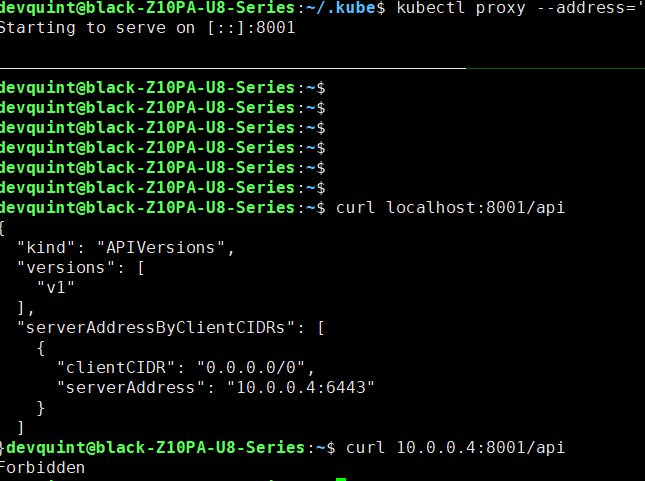 devquint@black-Z10PA-U8-Series:~/.kube$ kubectl proxy --address='
Starting to serve on [::]:8001
devquint@black-Z10PA-U8-Series:~$
devquint@black-Z10PA-U8-Series:~$
devquint@black-Z10PA-U8-Series:~$
devquint@black-Z10PA-U8-Series:~$
devquint@black-Z10PA-U8-Series:~$
devquint@black-Z10PA-U8-Series:~$
devquint@black-Z10PA-U8-Series:~$ curl localhost:8001/api
{
  "kind": "APIVersions",
  "versions": [
    "v1"
  ],
  "serverAddressByClientCIDRs": [
    {
      "clientCIDR": "0.0.0.0/0",
      "serverAddress": "10.0.0.4:6443"
    }
  ]
}devquint@black-Z10PA-U8-Series:~$ curl 10.0.0.4:8001/api
Forbidden